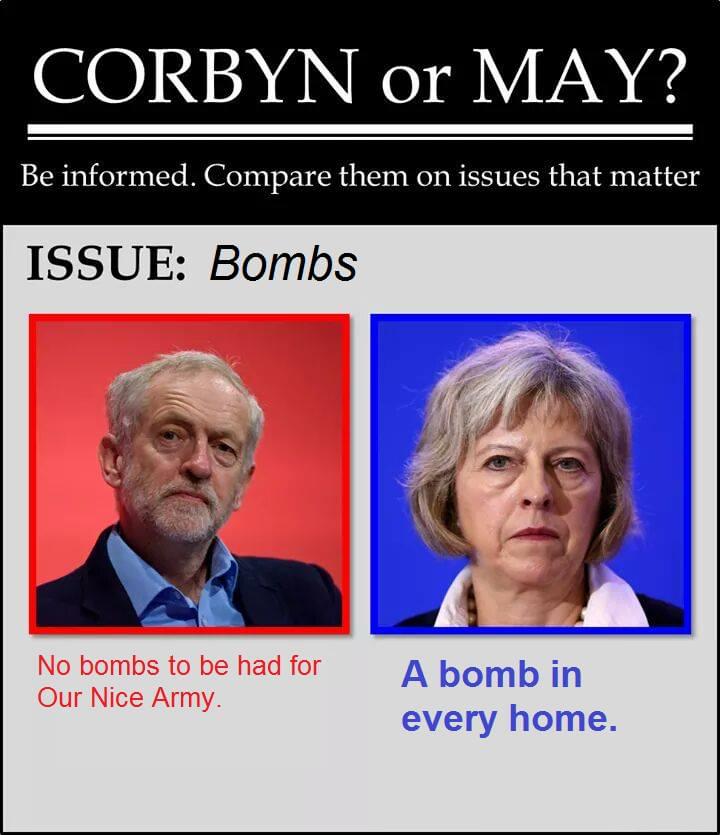 CORBYN or MAY?
Be informed. Compare them on issues that matter
ISSUE: Bombs
No bombs to be had for
Our Nice Army.
A bomb in
every home.